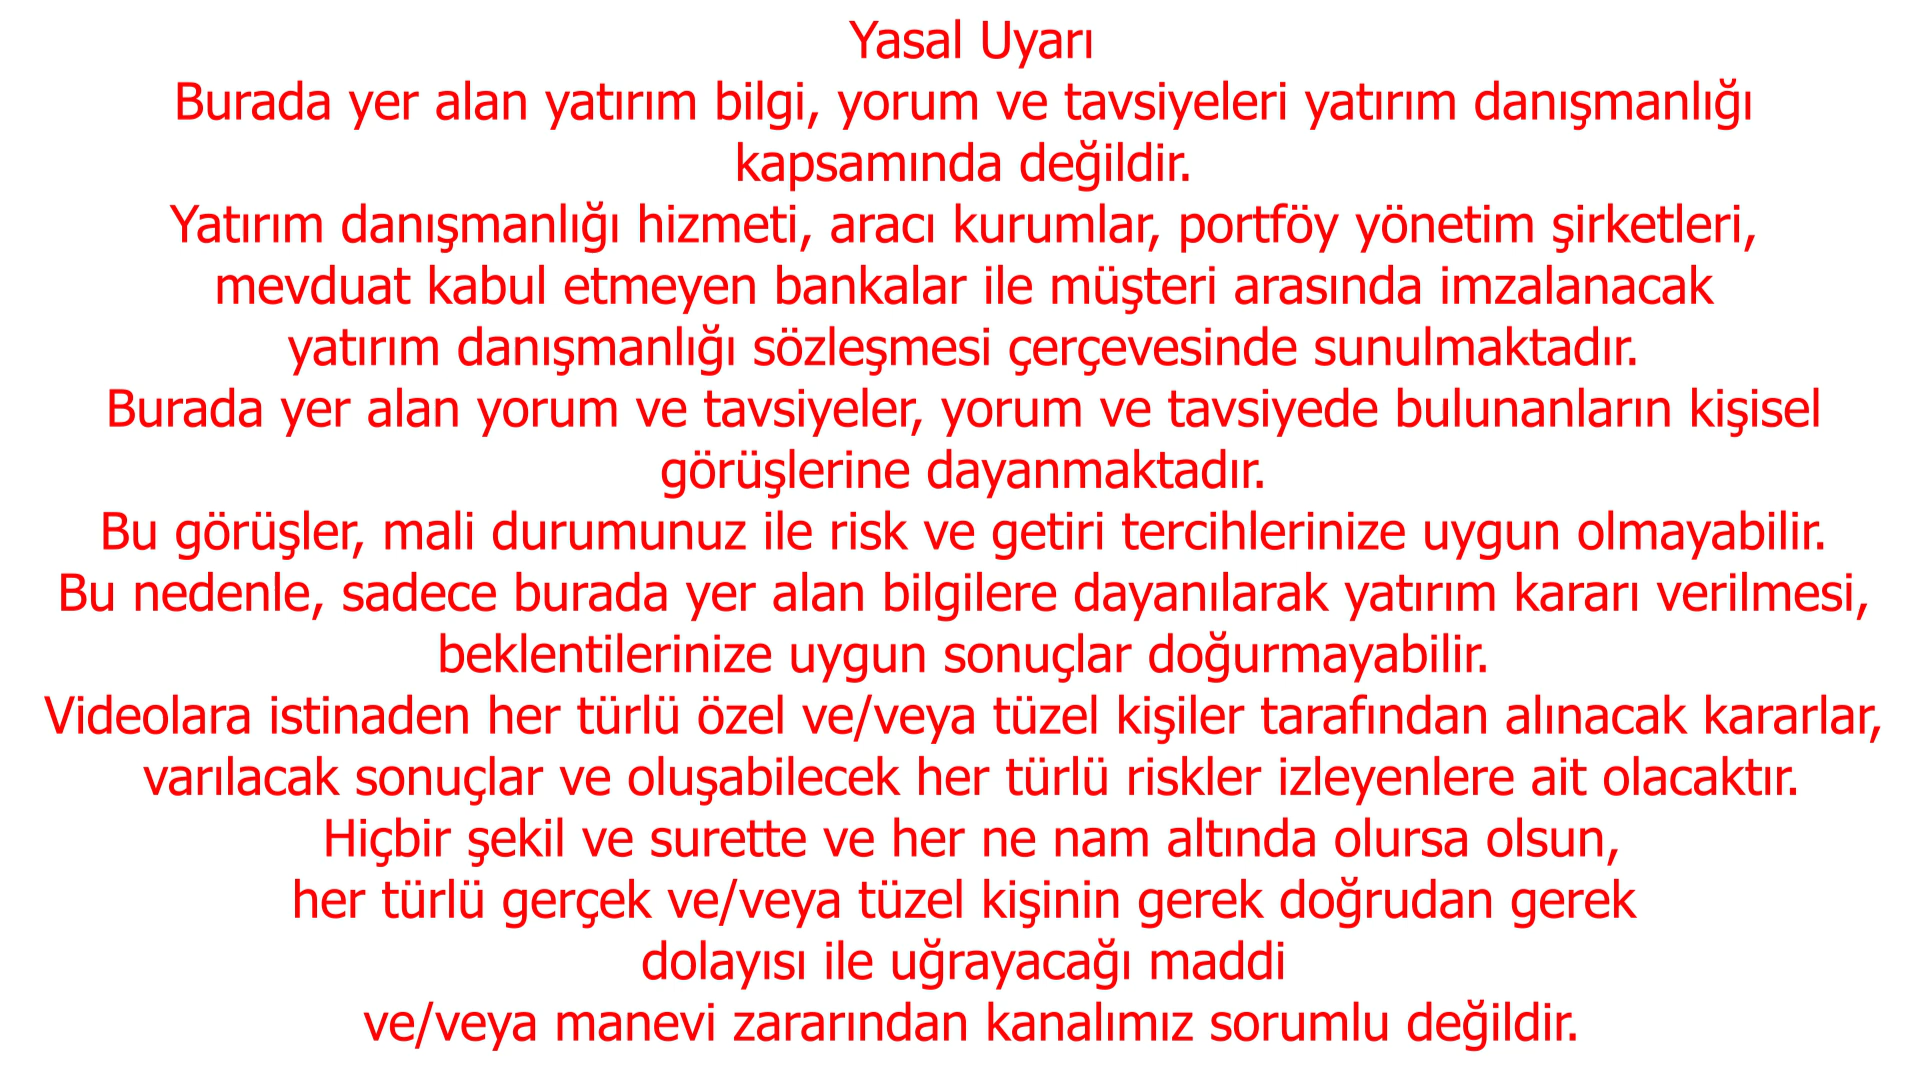 Yasal Uyarı
Burada yer alan yatırım bilgi, yorum ve tavsiyeleri yatırım danışmanlığı
kapsamında değildir.
Yatırım danışmanlığı hizmeti, aracı kurumlar, portföy yönetim şirketleri,
mevduat kabul etmeyen bankalar ile müşteri arasında imzalanacak
yatırım danışmanlığı sözleşmesi çerçevesinde sunulmaktadır.
Burada yer alan yorum ve tavsiyeler, yorum ve tavsiyede bulunanların kişisel
görüşlerine dayanmaktadır.
Bu görüşler, mali durumunuz ile risk ve getiri tercihlerinize uygun olmayabilir.
Bu nedenle, sadece burada yer alan bilgilere dayanılarak yatırım kararı verilmesi,
beklentilerinize uygun sonuçlar doğurmayabilir.
Videolara istinaden her türlü özel ve/veya tüzel kişiler tarafından alınacak kararlar,
varılacak sonuçlar ve oluşabilecek her türlü riskler izleyenlere ait olacaktır.
Hiçbir şekil ve surette ve her ne nam altında olursa olsun,
her türlü gerçek ve/veya tüzel kişinin gerek doğrudan gerek
dolayısı ile uğrayacağı maddi
ve/veya manevi zararından kanalımız sorumlu değildir.